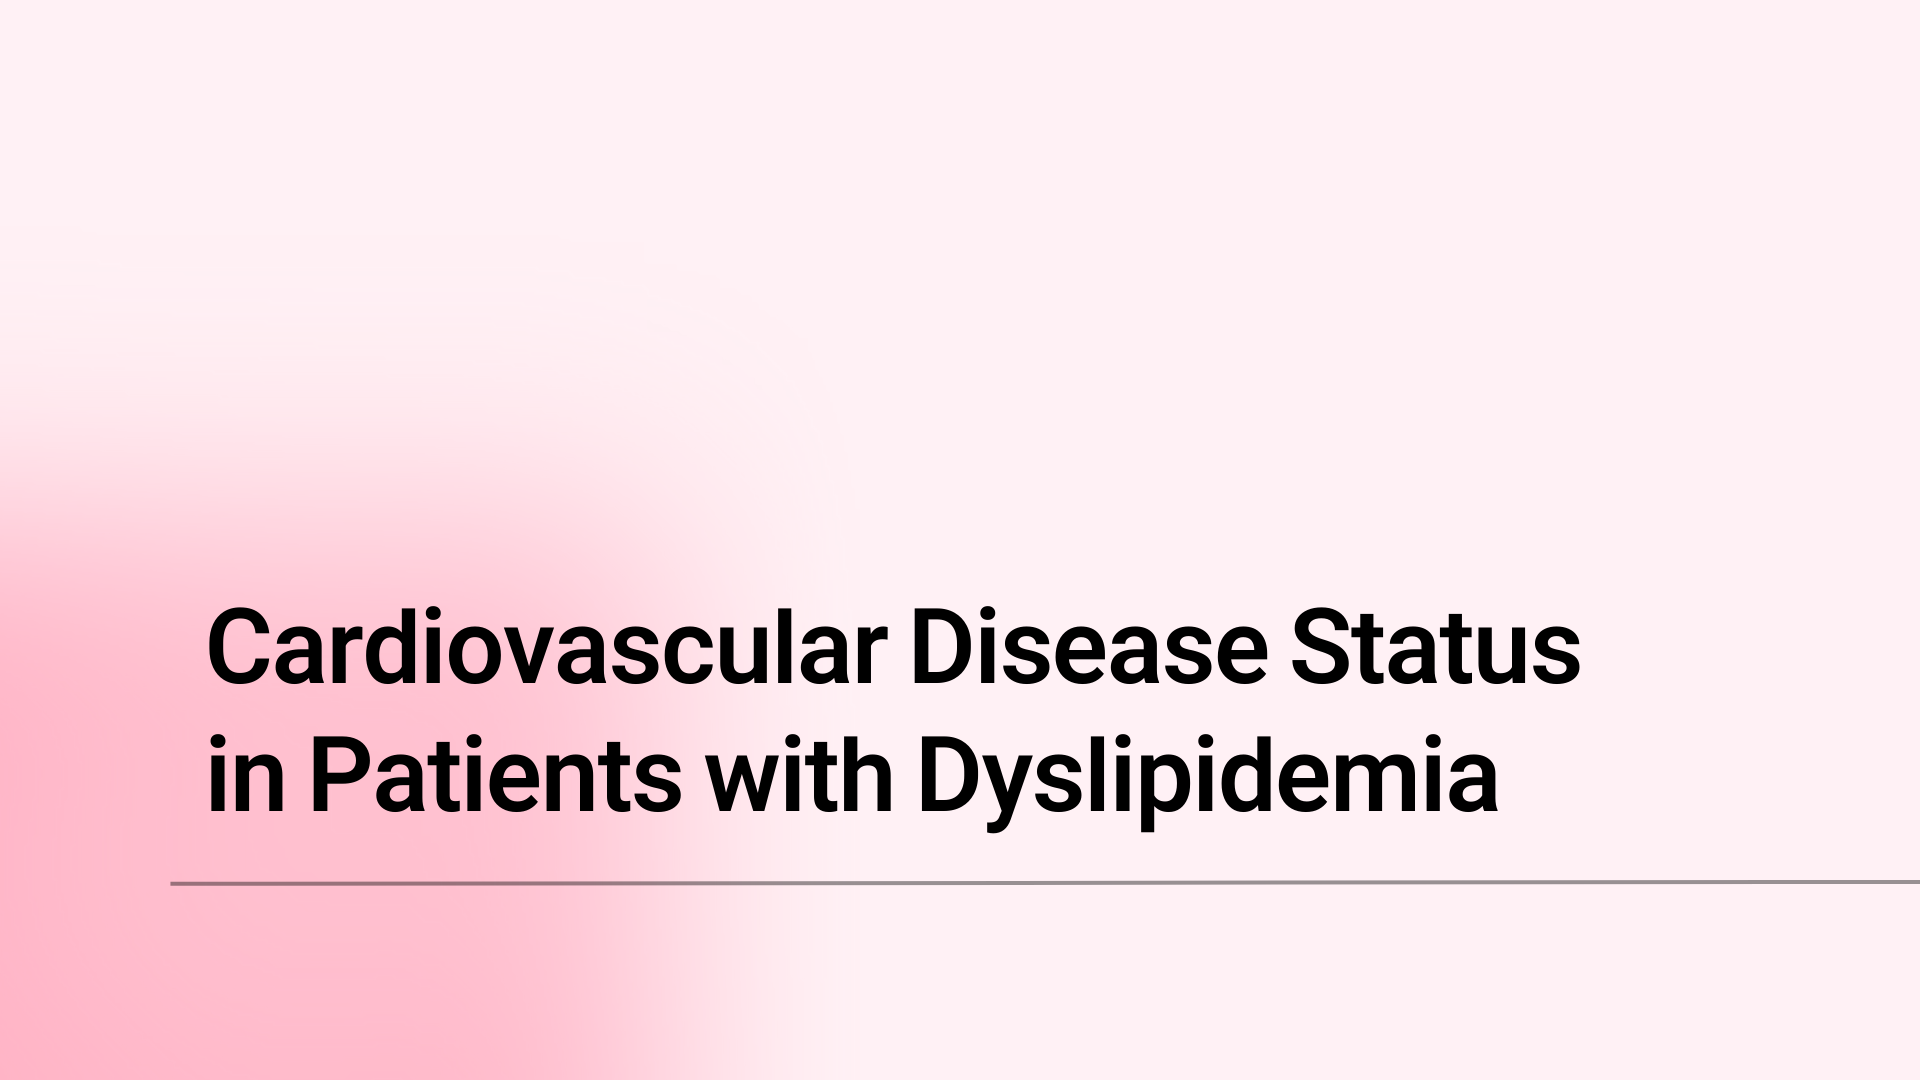 Cardiovascular Disease Status
in Patients with Dyslipidemia